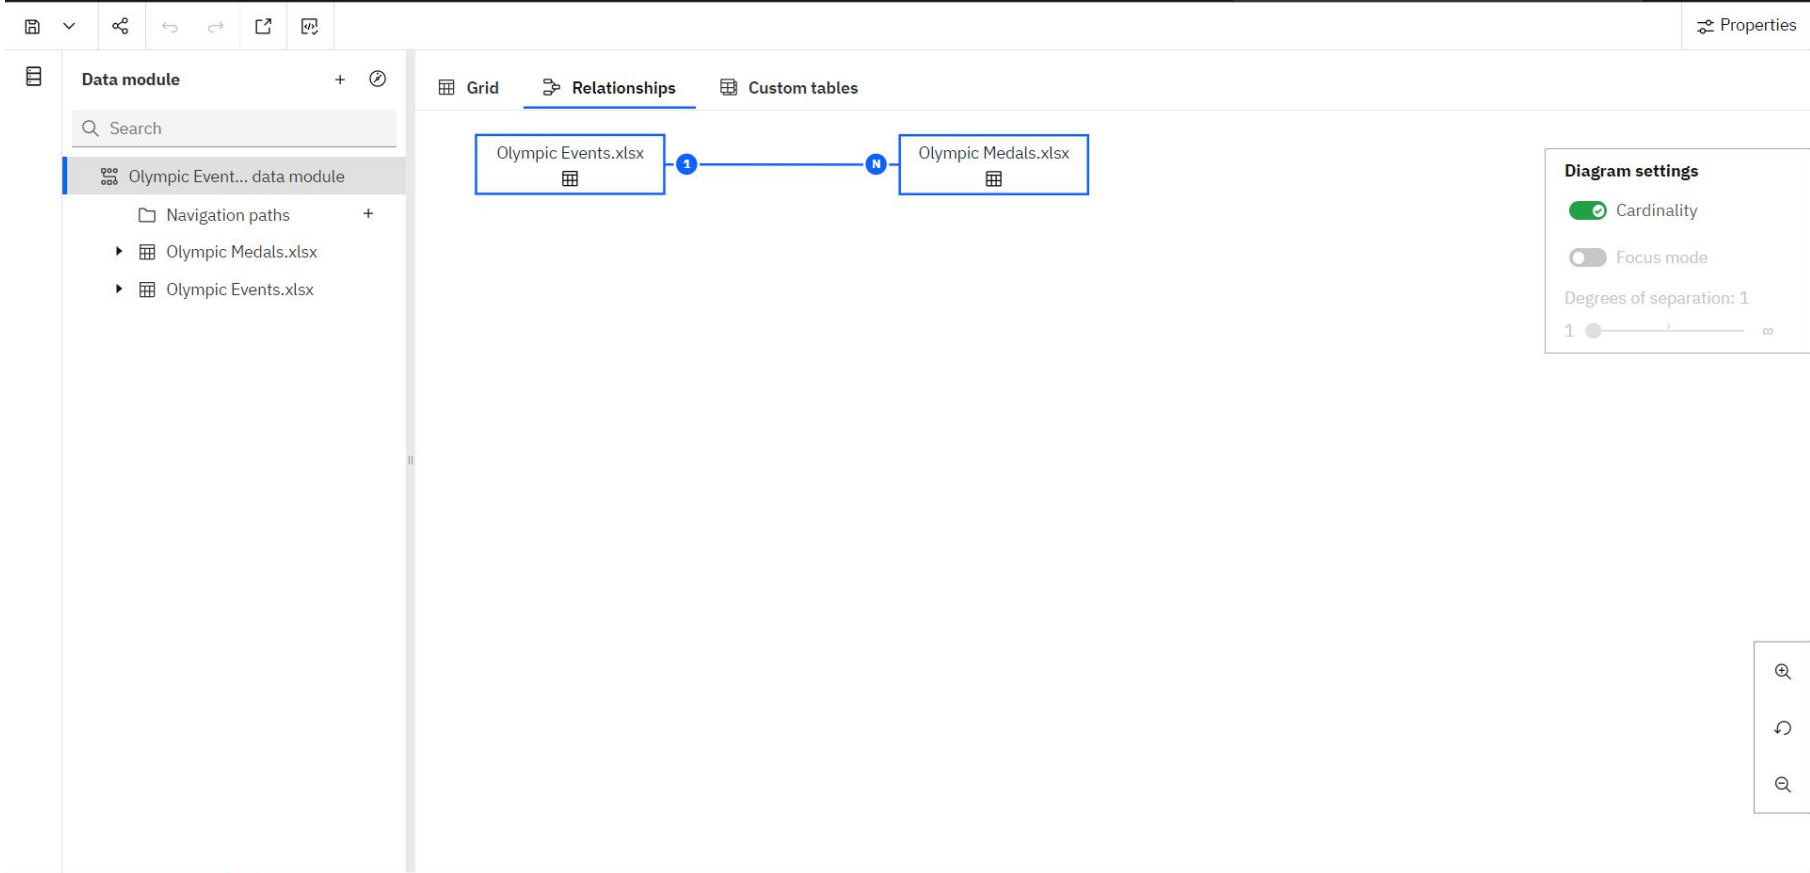 Properties
Data module
Grid
Relationships
Custom tables
Search
Olympic Event... data module
Navigation paths
Olympic Medals.xlsx
Olympic Events.xlsx
Olympic Events.xlsx
1
N
Olympic Medals.xlsx
Diagram settings
Cardinality
Focus mode
Degrees of separation: 1
1
∞